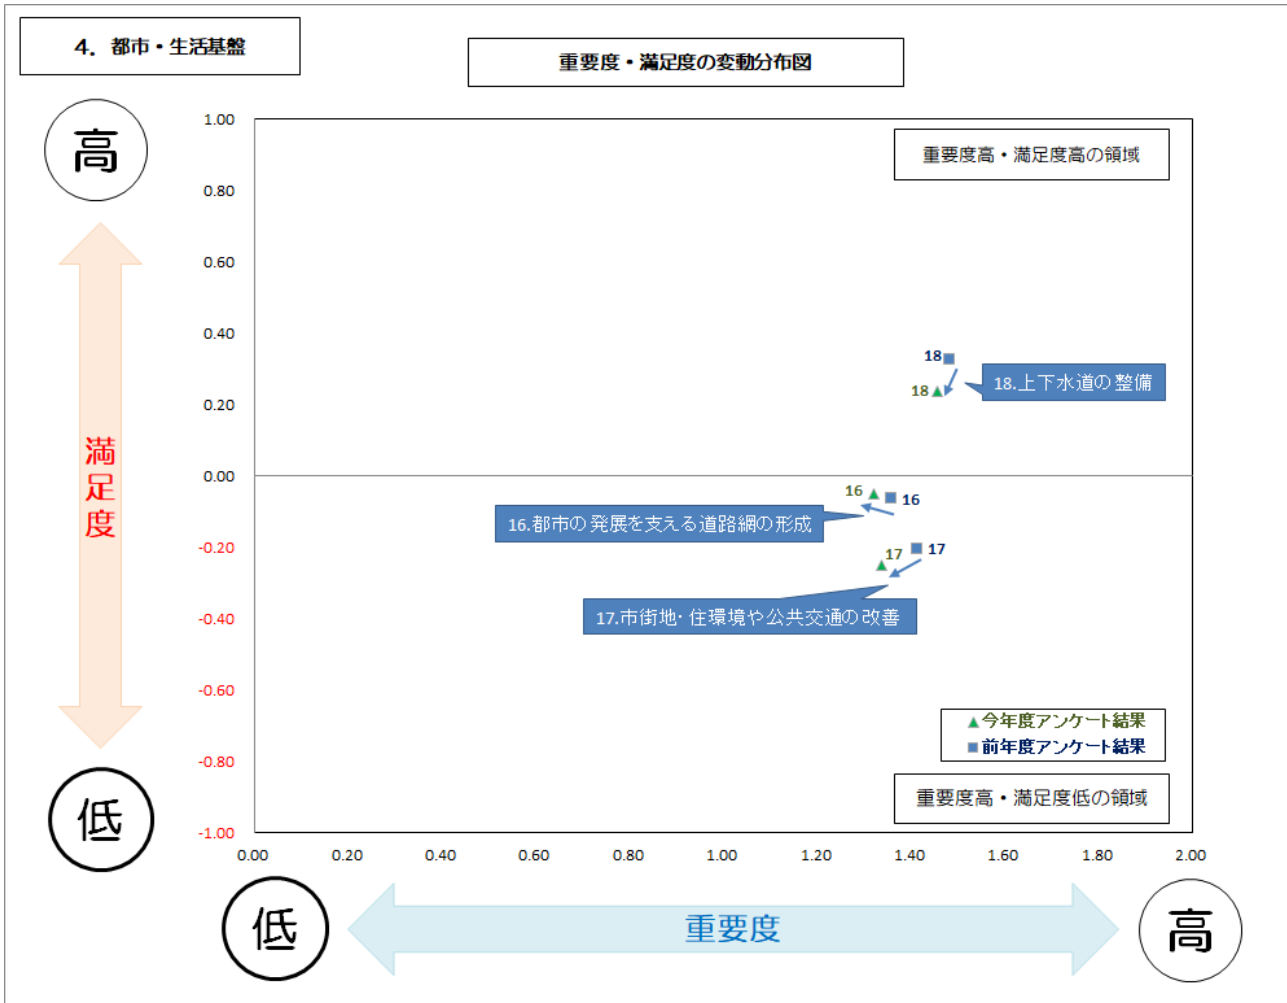 4．都市・生活基盤
重要度・満足度の変動分布図
高
満足度
低
1.00
0.80
0.60
0.40
0.20
0.00
-0.20
-0.40
-0.60
-0.80
-1.00
重要度高・満足度高の領域
18
18
18.上下水道の整備
16
16
16.都市の発展を支える道路網の形成
17
17
17.市街地・住環境や公共交通の改善
▲今年度アンケート結果
■前年度アンケート結果
重要度高・満足度低の領域
0.00 0.20 0.40 0.60 0.80 1.00 1.20 1.40 1.60 1.80 2.00
低
重要度
高